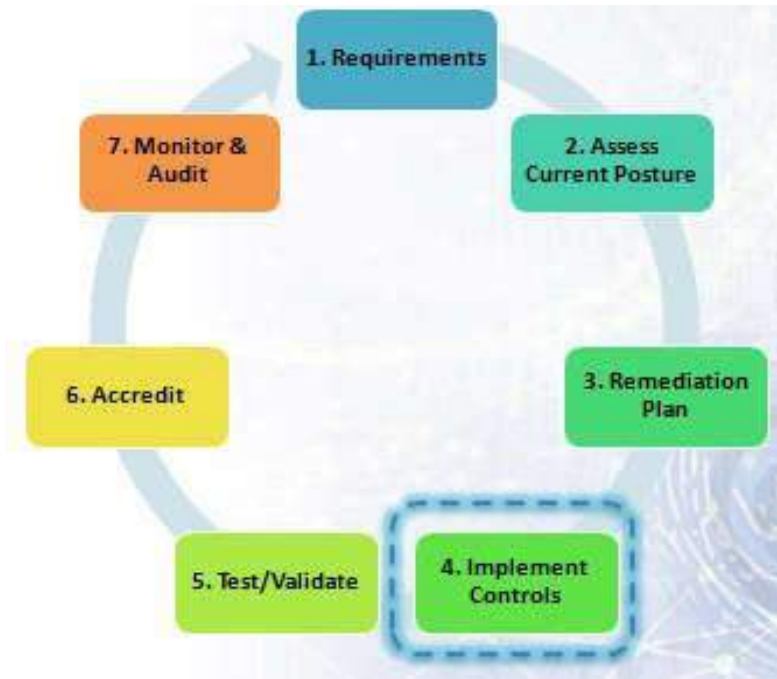 1. Requirements
2. Assess
Current Posture
3. Remediation
Plan
4. Implement
Controls
5. Test/Validate
6. Accredit
7. Monitor &
Audit